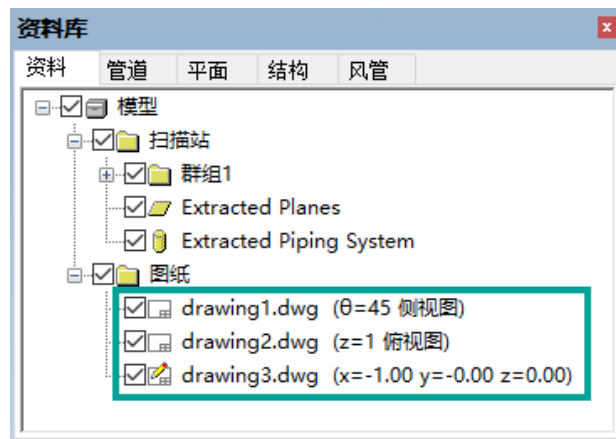 资料库
资料 管道 平面 结构 风管
模型
扫描站
群组1
Extracted Planes
Extracted Piping System
图纸
drawing1.dwg (θ=45 侧视图)
drawing2.dwg (z=1 俯视图)
drawing3.dwg (x=-1.00 y=-0.00 z=0.00)